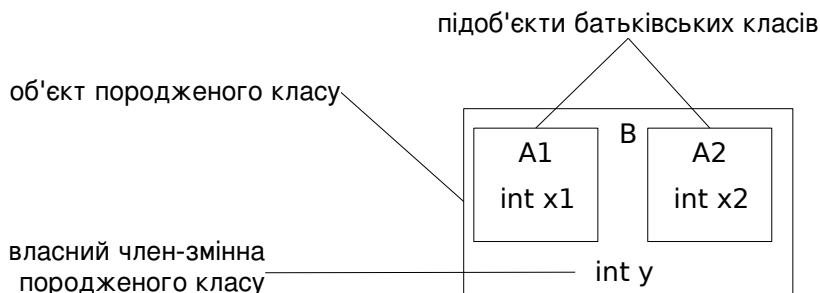 підоб'єкти батьківських класів
об'єкт породженого класу
B
A1
A2
int x1
int x2
власний член-змінна
породженого класу
int y